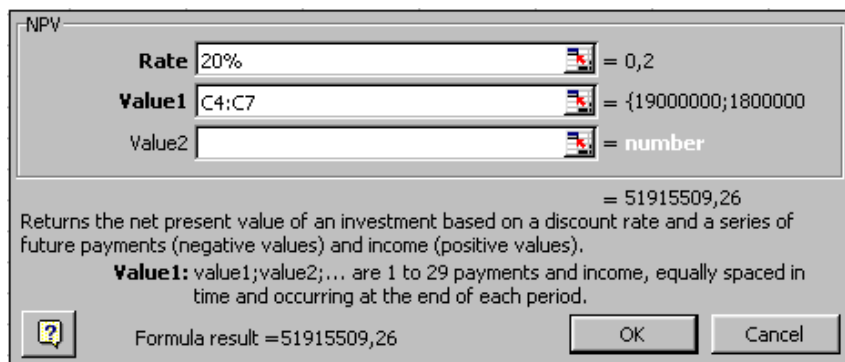 NPV
Rate 20% = 0,2
Value1 C4:C7 = {19000000;1800000
Value2 = number
= 51915509,26
Returns the net present value of an investment based on a discount rate and a series of
future payments (negative values) and income (positive values).
Value1: value1;value2;... are 1 to 29 payments and income, equally spaced in
time and occurring at the end of each period.
Formula result =51915509,26
OK
Cancel